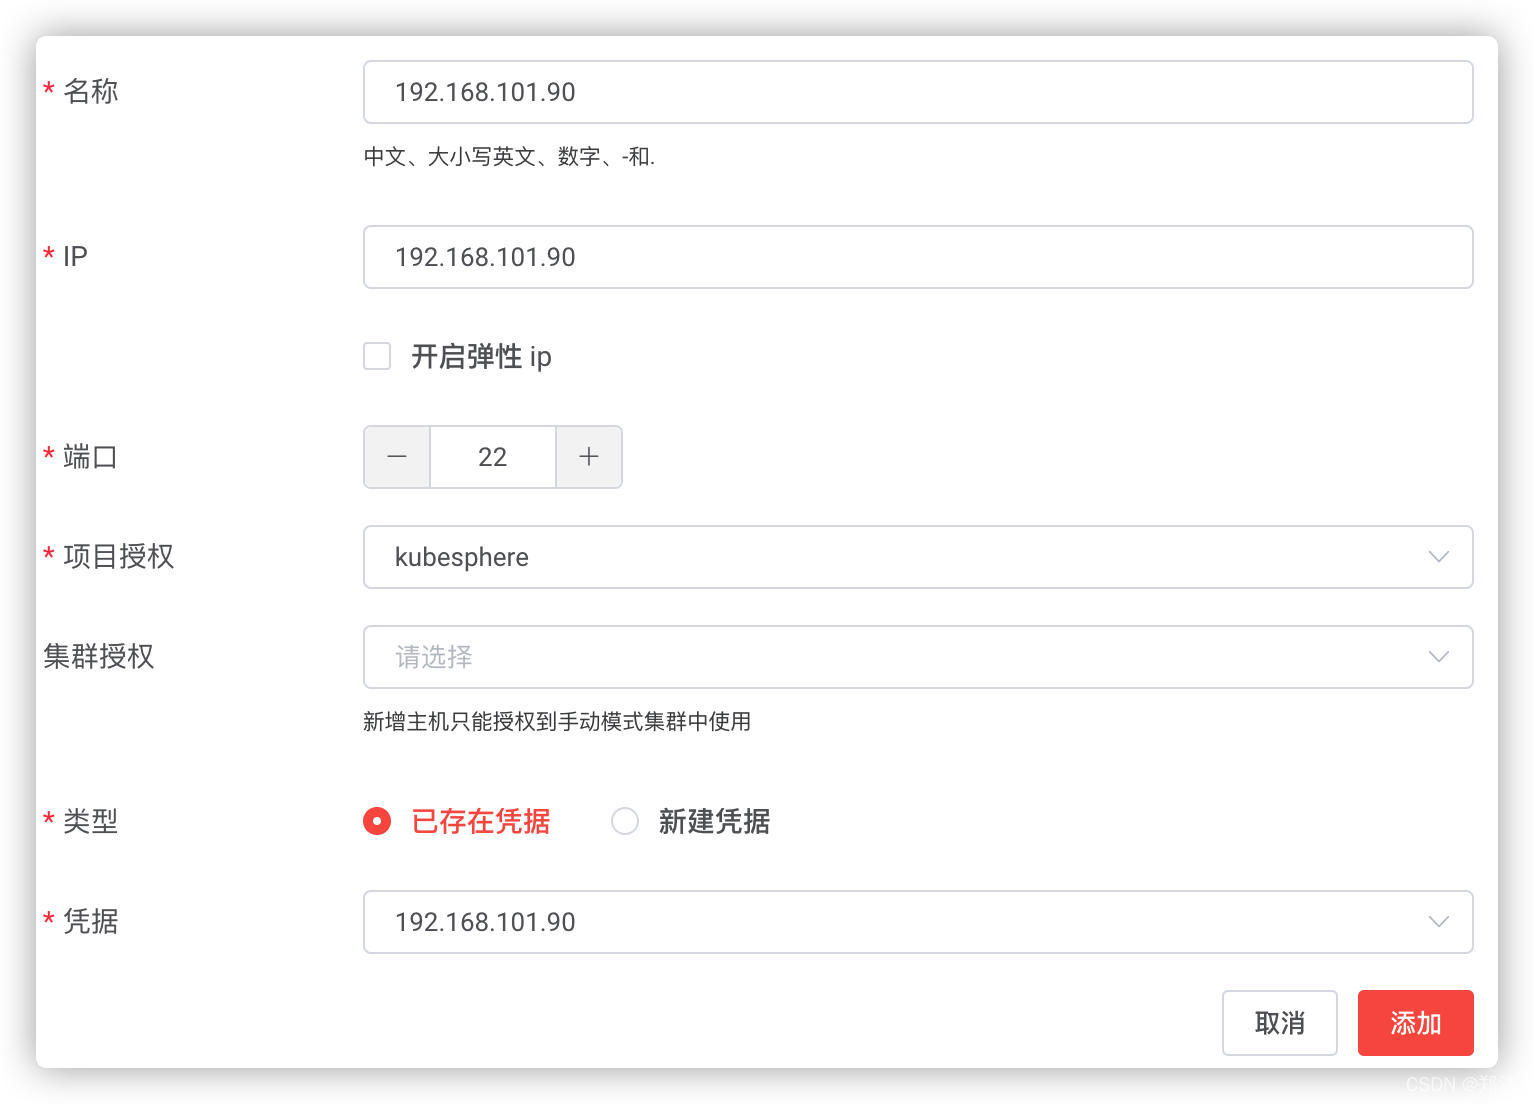 * 名称
192.168.101.90
中文、大小写英文、数字、-和.
* IP
192.168.101.90
开启弹性 ip
* 端口
22
* 项目授权
kubesphere
集群授权
请选择
新增主机只能授权到手动模式集群中使用
* 类型
已存在凭据 新建凭据
* 凭据
192.168.101.90
取消 添加
CSDN @郑